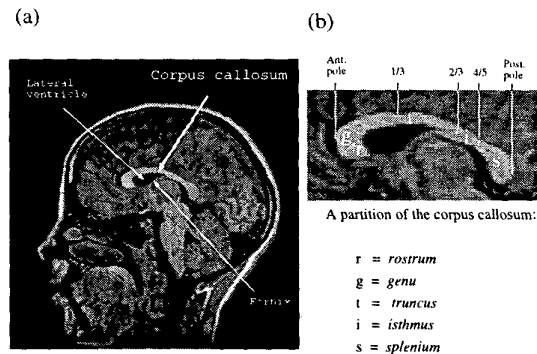 (a)
Lateral
ventricle
Corpus callosum
Fornix
(b)
Ant.
pole
1/3
2/3
4/5
Post.
pole
g
r
t
i
s
A partition of the corpus callosum:
r = rostrum
g = genu
t = truncus
i = isthmus
s = splenium